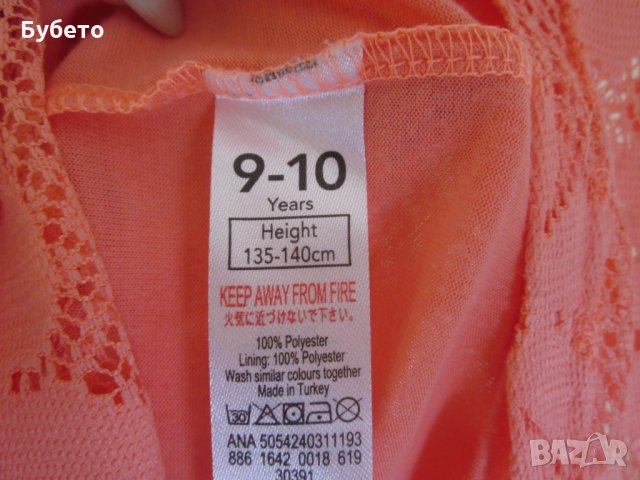 Бубето
9-10
Years
Height
135-140cm
KEEP AWAY FROM FIRE
火気に近づけないで下さい。
100% Polyester
Lining: 100% Polyester
Wash similar colours together
Made in Turkey
30
ANA 5054240311193
886 1642 0018 619
30391
BAZAR